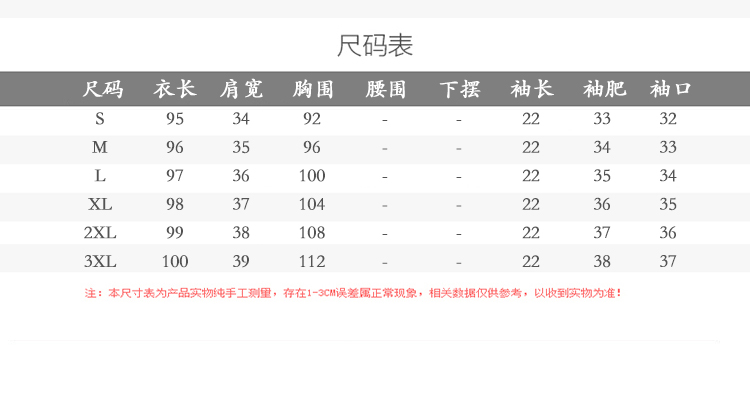 尺码表
尺码 衣长 肩宽 胸围 腰围 下摆 袖长 袖肥 袖口
S 95 34 92 - - 22 33 32
M 96 35 96 - - 22 34 33
L 97 36 100 - - 22 35 34
XL 98 37 104 - - 22 36 35
2XL 99 38 108 - - 22 37 36
3XL 100 39 112 - - 22 38 37
注：本尺寸表为产品实物纯手工测量，存在1-3CM误差属正常现象，相关数据仅供参考，以收到实物为准！